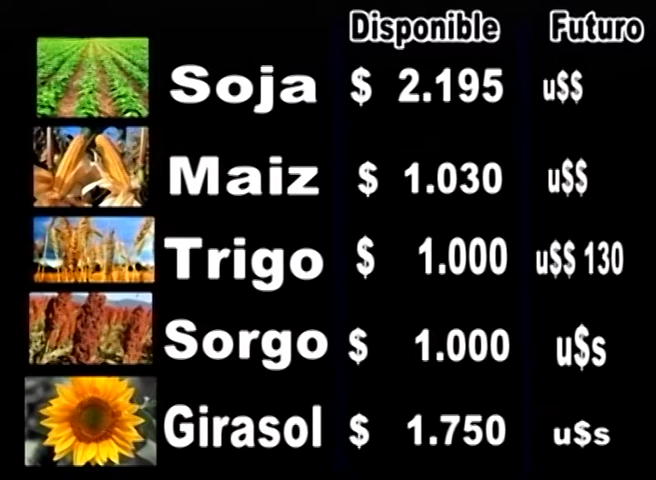 Disponible Futuro
Soja $ 2.195 u$$
Maiz $ 1.030 u$$
Trigo $ 1.000 u$$ 130
Sorgo $ 1.000 u$s
Girasol $ 1.750 u$s